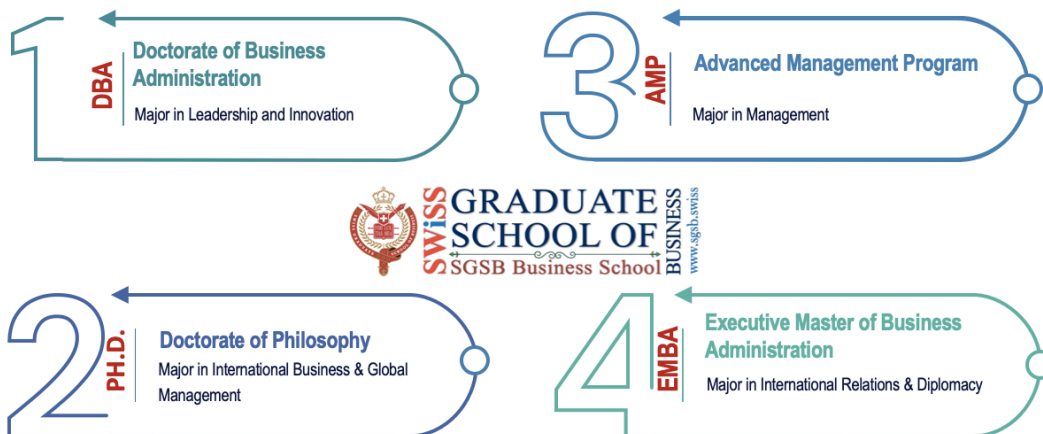 1
DBA
Doctorate of Business
Administration
Major in Leadership and Innovation
3
AMP
Advanced Management Program
Major in Management
SWiSS
GRADUATE
SCHOOL OF
SGSB Business School
BUSINESS
www.sgsb.swiss
2
PH.D.
Doctorate of Philosophy
Major in International Business & Global
Management
4
EMBA
Executive Master of Business
Administration
Major in International Relations & Diplomacy